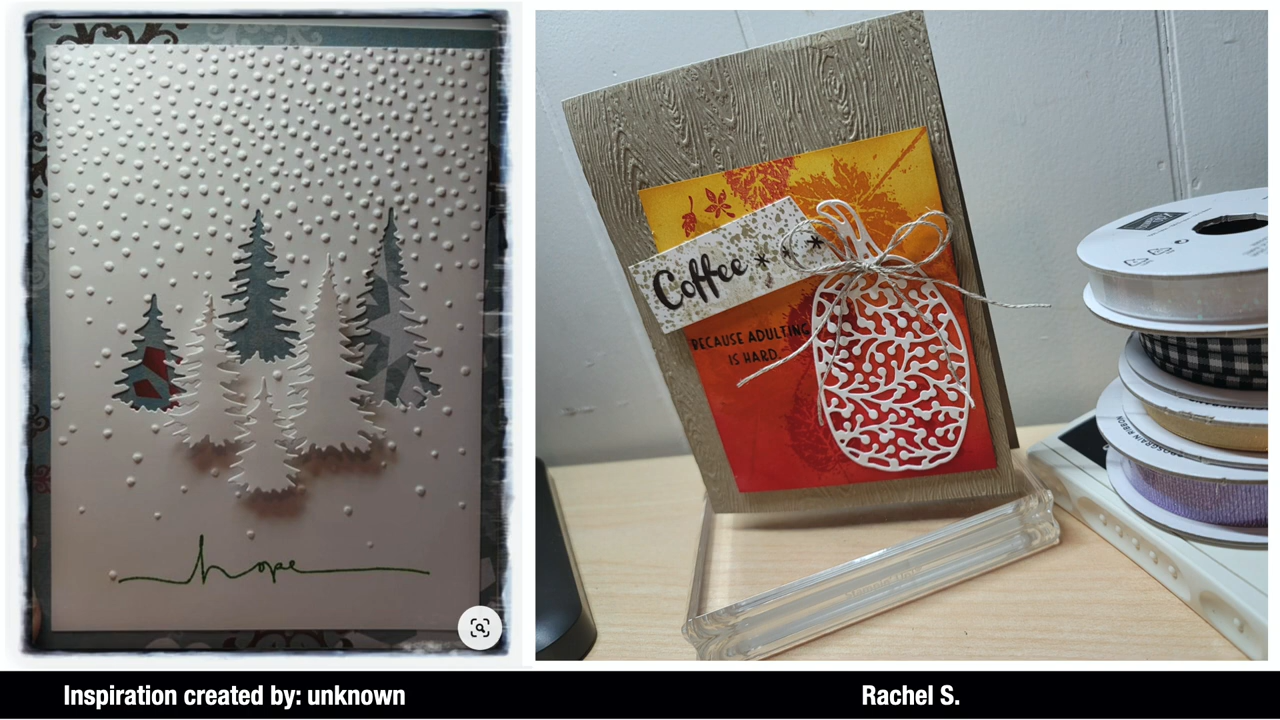 hope
Coffee
BECAUSE ADULTING
IS HARD.
Inspiration created by: unknown
Rachel S.